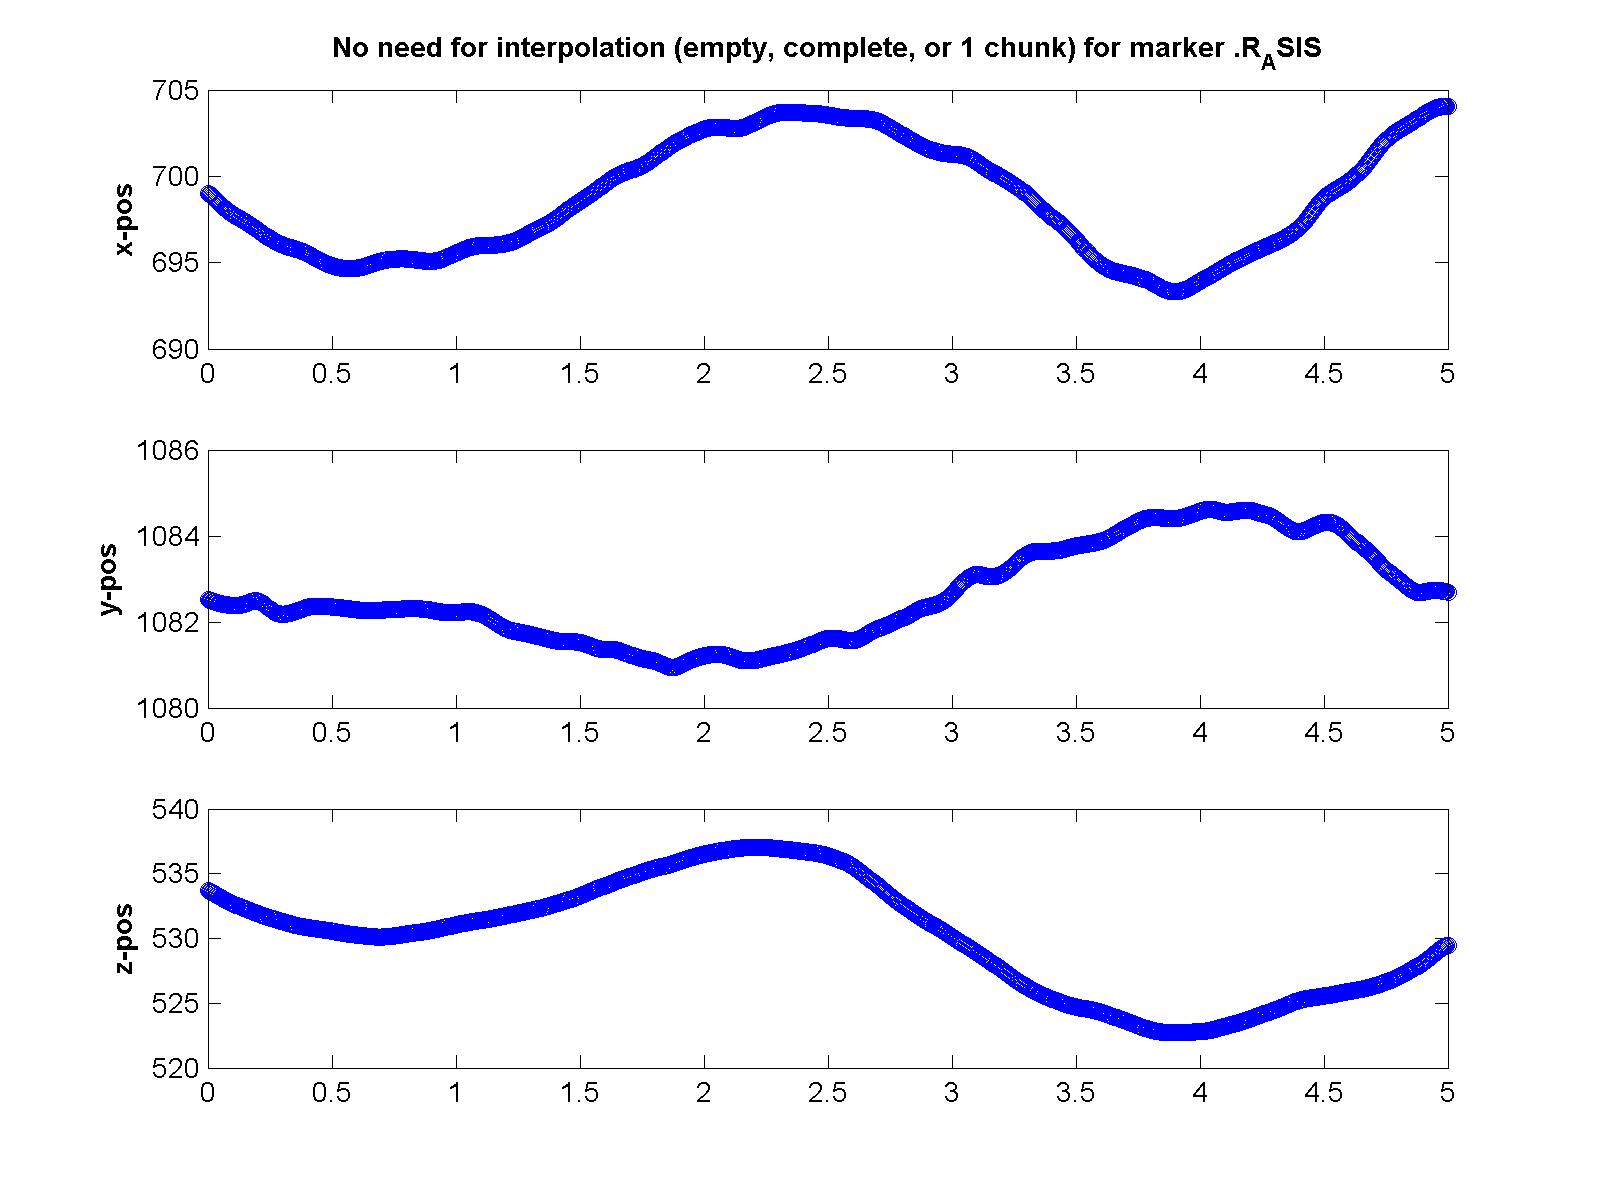 No need for interpolation (empty, complete, or 1 chunk) for marker .R_ASIS
705
700
695
690
x-pos
0 0.5 1 1.5 2 2.5 3 3.5 4 4.5 5
1086
1084
1082
1080
y-pos
0 0.5 1 1.5 2 2.5 3 3.5 4 4.5 5
540
535
530
525
520
z-pos
0 0.5 1 1.5 2 2.5 3 3.5 4 4.5 5